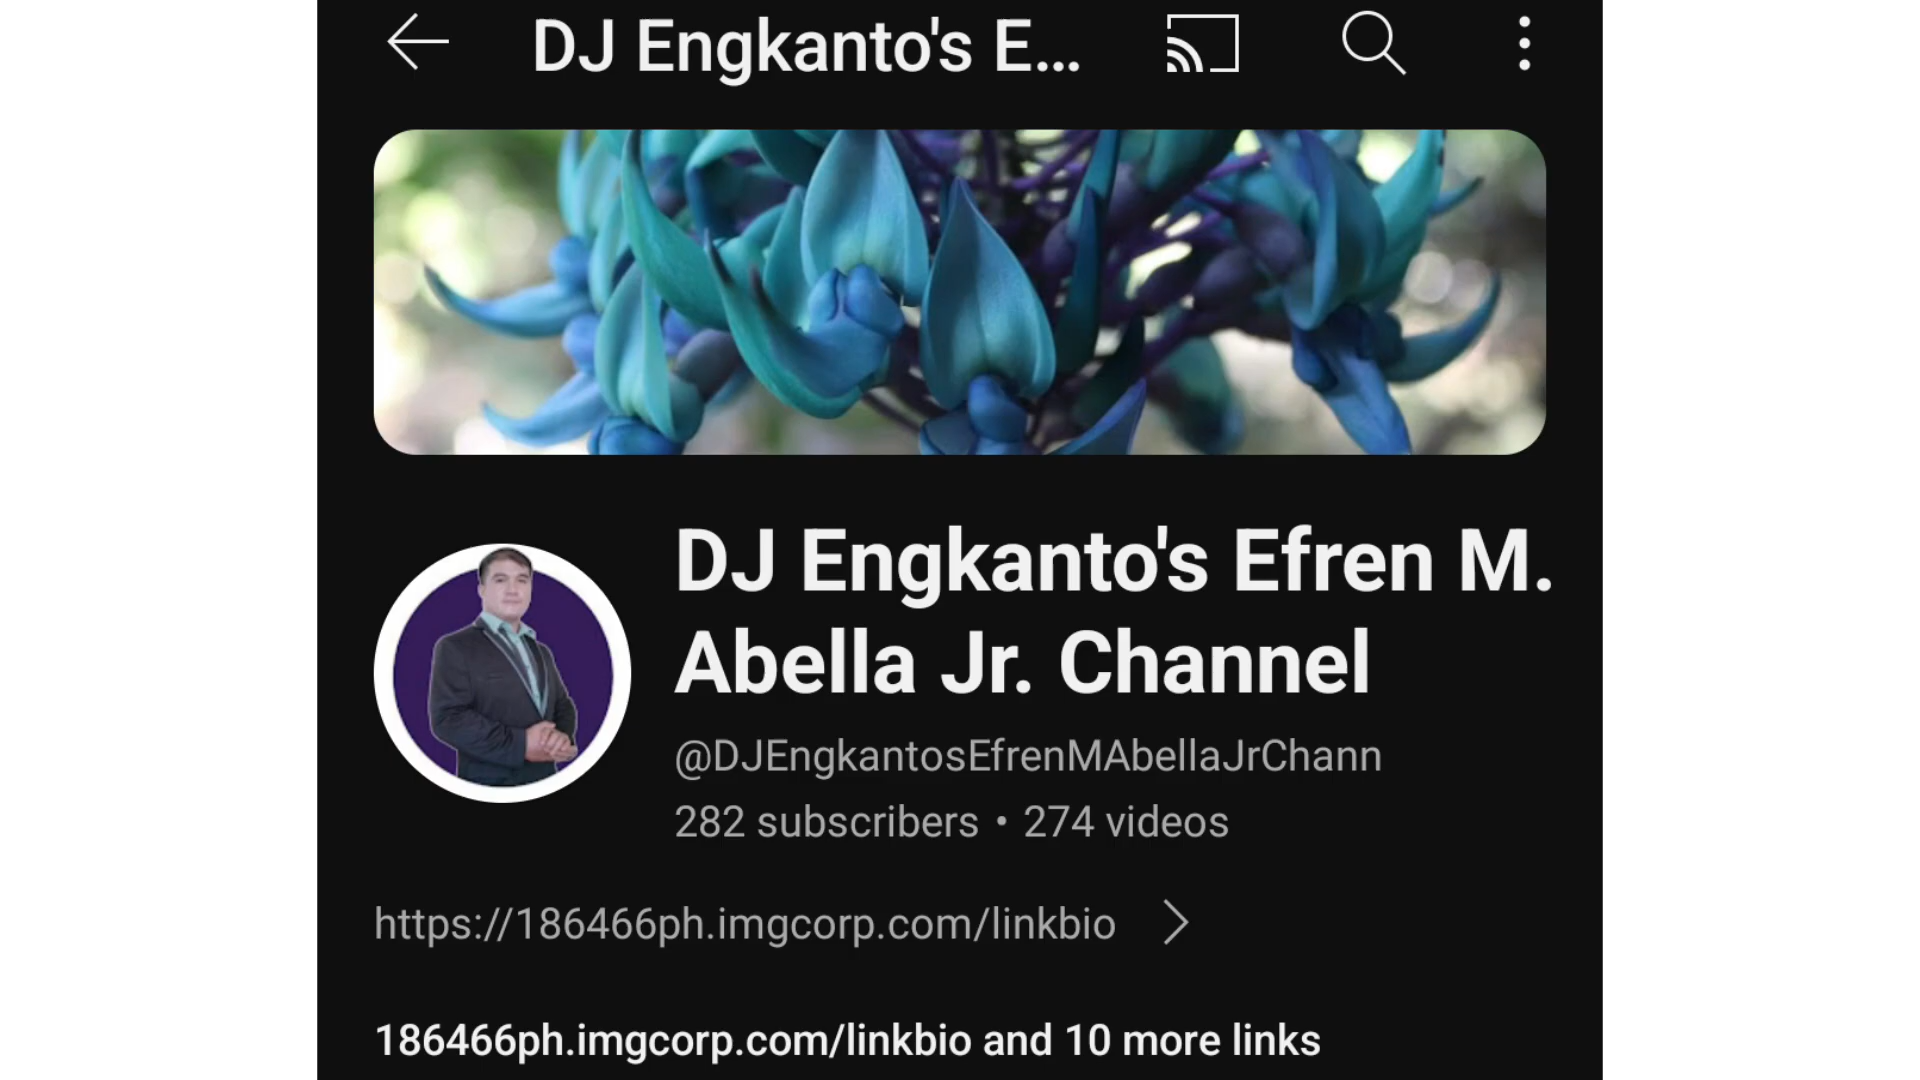 DJ Engkanto's E...
DJ Engkanto's Efren M.
Abella Jr. Channel
@DJEngkantosEfrenMAbellaJrChann
282 subscribers • 274 videos
https://186466ph.imgcorp.com/linkbio
186466ph.imgcorp.com/linkbio and 10 more links